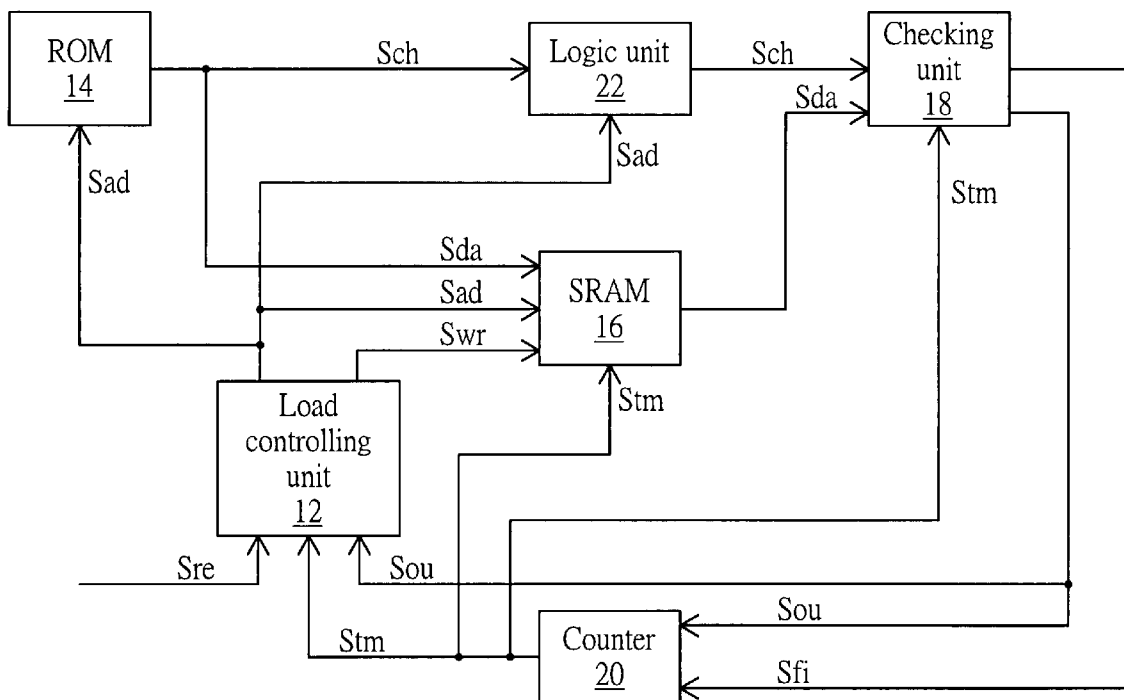 ROM
14
Sch
Logic unit
22
Sch
Checking
unit
18
Sda
Sad
Sad
Stm
Sda
Sad
Swr
SRAM
16
Stm
Load
controlling
unit
12
Sre
Sou
Sou
Stm
Counter
20
Sfi